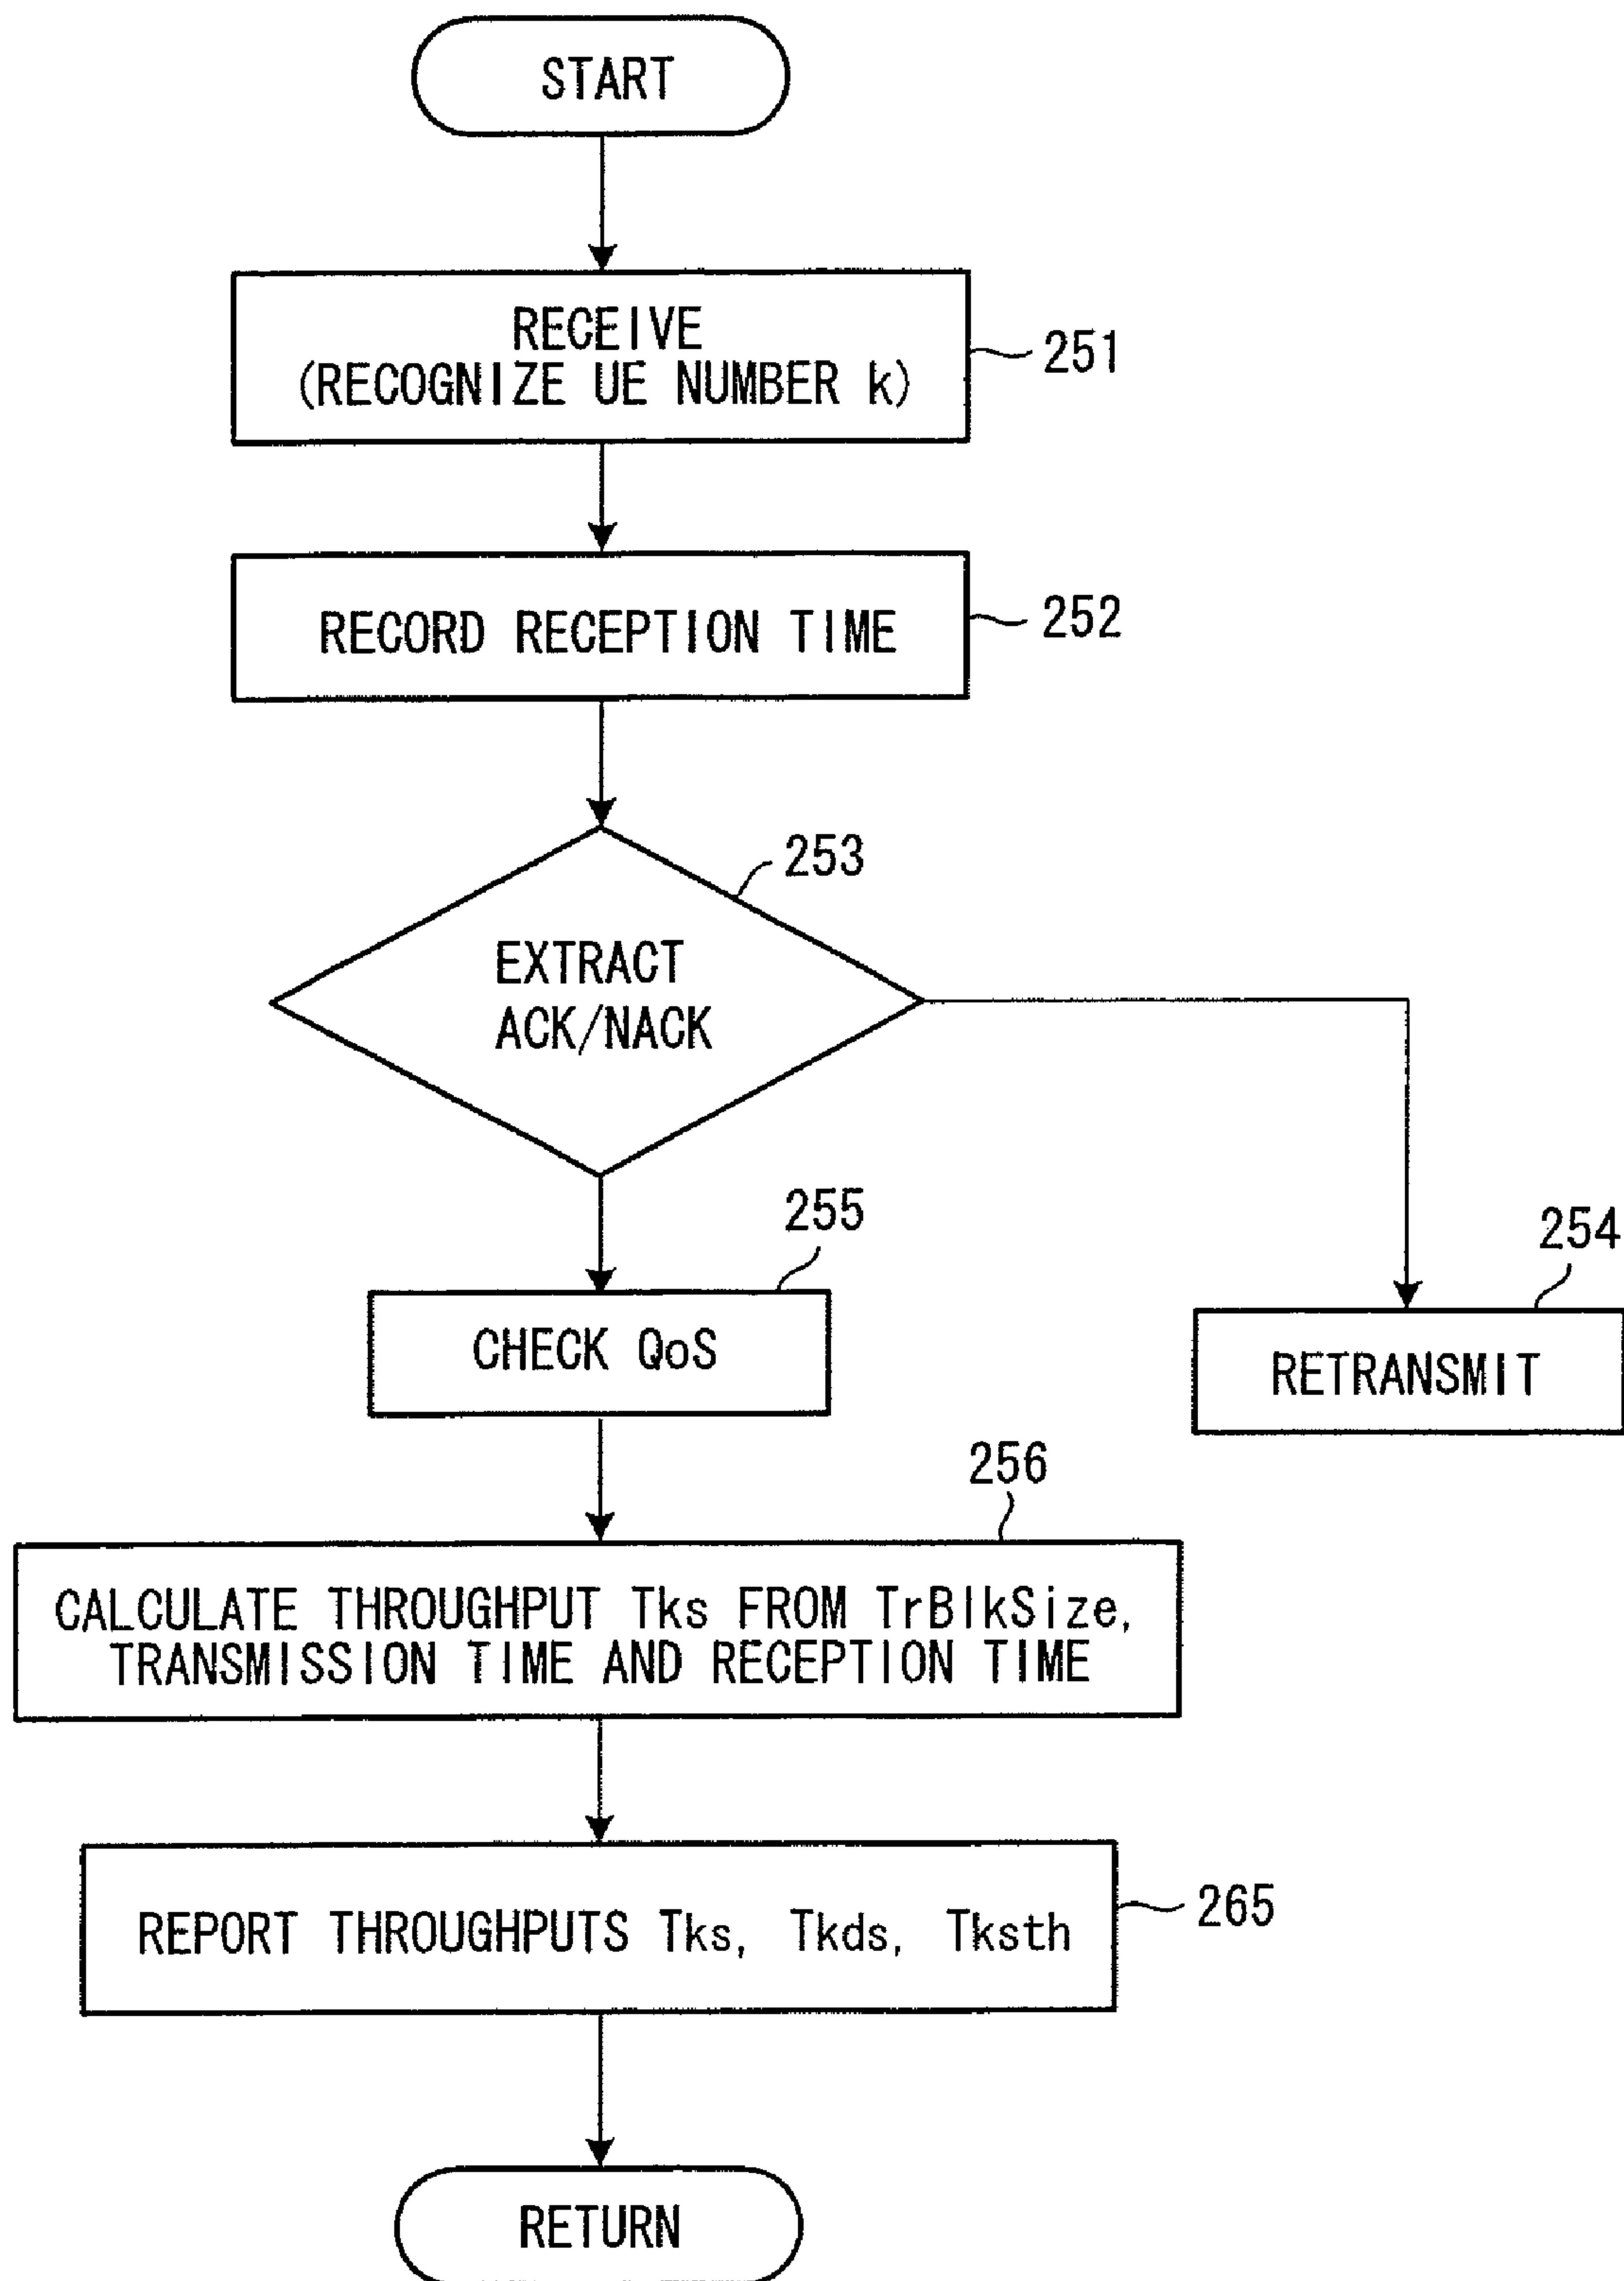 START
RECEIVE
(RECOGNIZE UE NUMBER k)
251
RECORD RECEPTION TIME
252
253
EXTRACT
ACK/NACK
255
CHECK QoS
254
RETRANSMIT
256
CALCULATE THROUGHPUT Tks FROM TrBlkSize,
TRANSMISSION TIME AND RECEPTION TIME
REPORT THROUGHPUTS Tks, Tkds, Tksth
265
RETURN